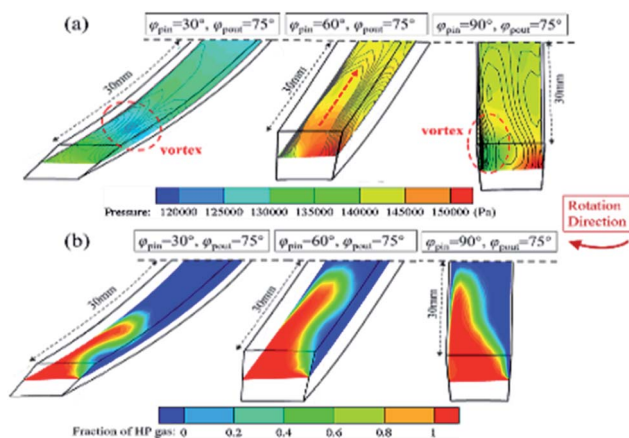 (a)
φpin=30°, φpout=75°
φpin=60°, φpout=75°
φpin=90°, φpout=75°
30mm
30mm
30mm
vortex
vortex
Pressure: 120000 125000 130000 135000 140000 145000 150000 (Pa)
Rotation
Direction
(b)
φpin=30°, φpout=75°
φpin=60°, φpout=75°
φpin=90°, φpout=75°
30mm
30mm
30mm
Fraction of HP gas: 0 0.2 0.4 0.6 0.8 1